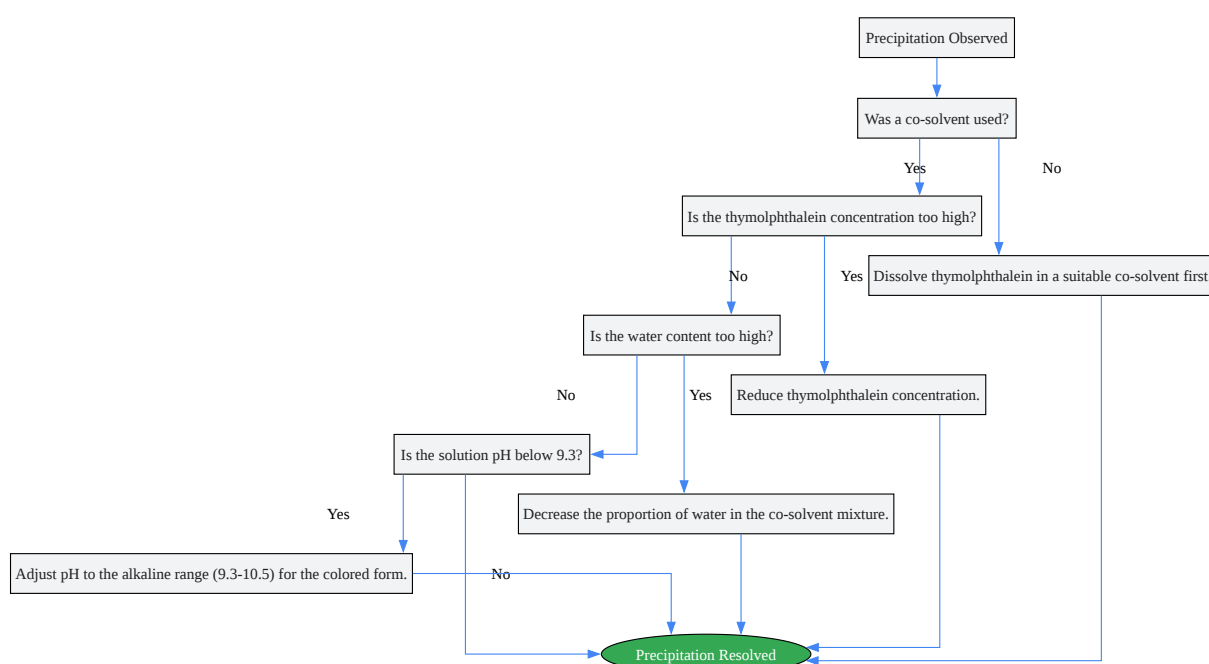 Precipitation Observed
Was a co-solvent used?
Yes
No
Is the thymolphthalein concentration too high?
No
Yes
Dissolve thymolphthalein in a suitable co-solvent first.
Is the water content too high?
No
Yes
Reduce thymolphthalein concentration.
Is the solution pH below 9.3?
Yes
Decrease the proportion of water in the co-solvent mixture.
Adjust pH to the alkaline range (9.3-10.5) for the colored form.
No
Precipitation Resolved